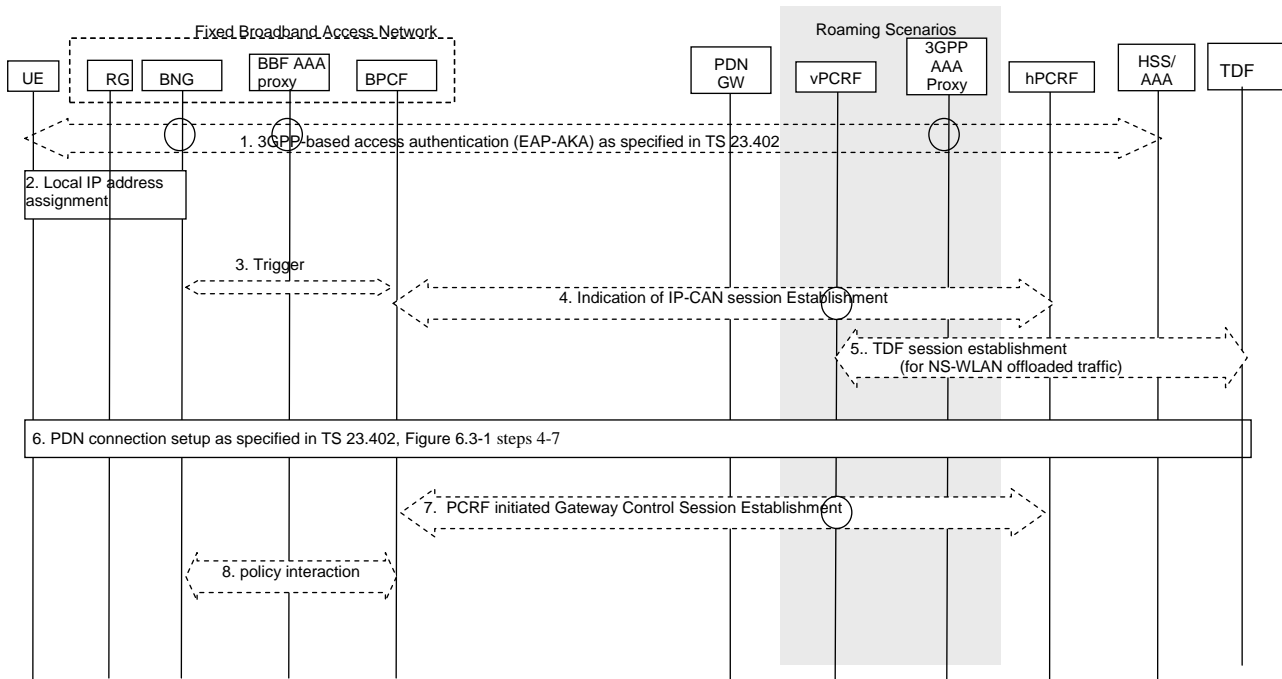 Fixed Broadband Access Network
Roaming Scenarios
UE
RG
BNG
BBF AAA
proxy
BPCF
PDN
GW
vPCRF
3GPP
AAA
Proxy
hPCRF
HSS/
AAA
TDF
1. 3GPP-based access authentication (EAP-AKA) as specified in TS 23.402
2. Local IP address
assignment
3. Trigger
4. Indication of IP-CAN session Establishment
5.. TDF session establishment
(for NS-WLAN offloaded traffic)
6. PDN connection setup as specified in TS 23.402, Figure 6.3-1 steps 4-7
7. PCRF initiated Gateway Control Session Establishment
8. policy interaction